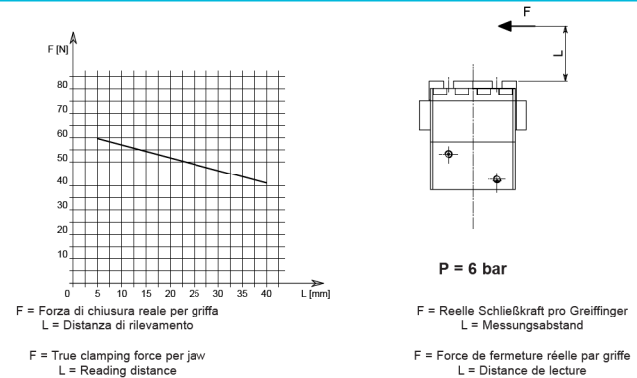 F [N]
80
70
60
50
40
30
20
10
0 5 10 15 20 25 30 35 40 L [mm]
F = Forza di chiusura reale per griffa
L = Distanza di rilevamento
F = True clamping force per jaw
L = Reading distance
F
L
P = 6 bar
F = Reelle Schließkraft pro Greiffinger
L = Messungsabstand
F = Force de fermeture réelle par griffe
L = Distance de lecture